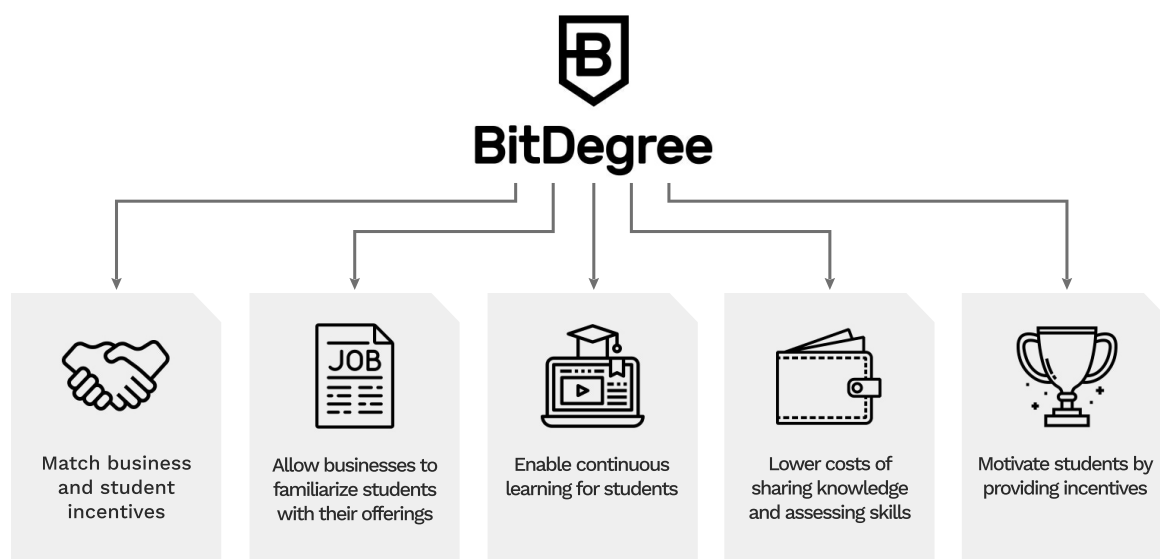 B
BitDegree
JOB
Match business
and student
incentives
Allow businesses to
familiarize students
with their offerings
Enable continuous
learning for students
Lower costs of
sharing knowledge
and assessing skills
Motivate students by
providing incentives